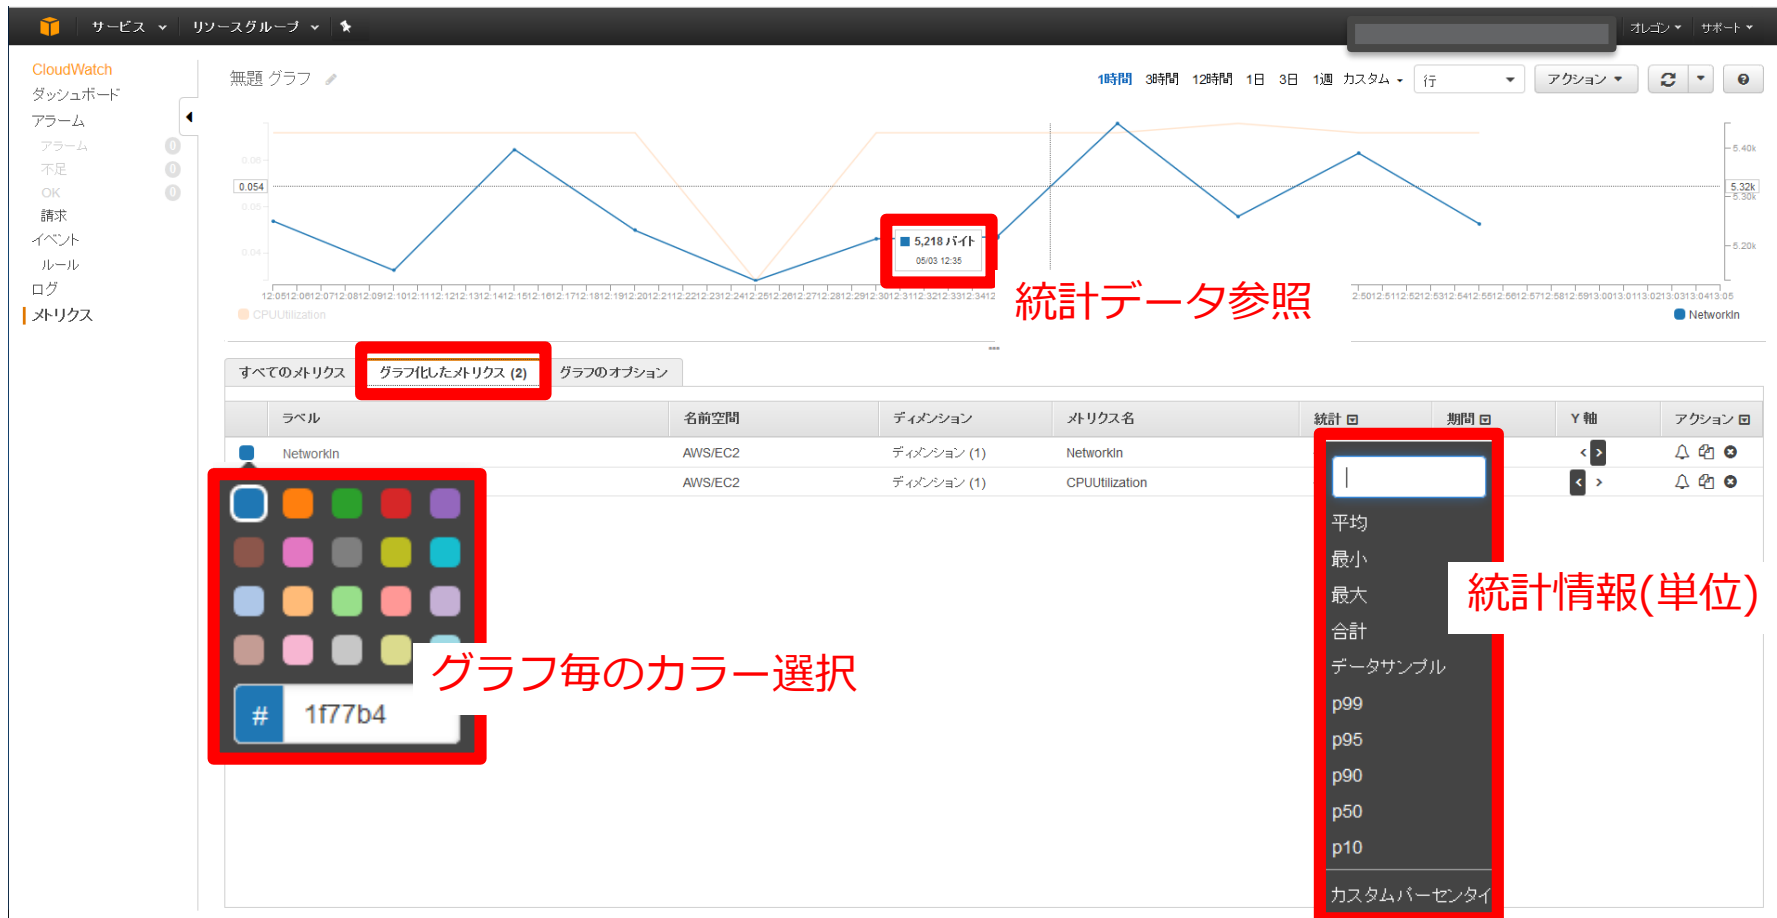 サービス リソースグループ オレゴン サポート
CloudWatch
ダッシュボード
アラーム
アラーム 0
不足 0
OK 0
請求
イベント
ルール
ログ
メトリクス
無題 グラフ
1時間 3時間 12時間 1日 3日 1週 カスタム 行 アクション
0.06
0.054
0.05
0.04
5.40k
5.32k
5.30k
5.20k
5,218 バイト
05/03 12:35
統計データ参照
CPUUtilization
NetworkIn
すべてのメトリクス グラフ化したメトリクス (2) グラフのオプション
ラベル 名前空間 ディメンション メトリクス名 統計 期間 Y 軸 アクション
NetworkIn AWS/EC2 ディメンション (1) NetworkIn < >
AWS/EC2 ディメンション (1) CPUUtilization < >
# 1f77b4
グラフ毎のカラー選択
平均
最小
最大
合計
データサンプル
p99
p95
p90
p50
p10
カスタムパーセンタイ
統計情報(単位)